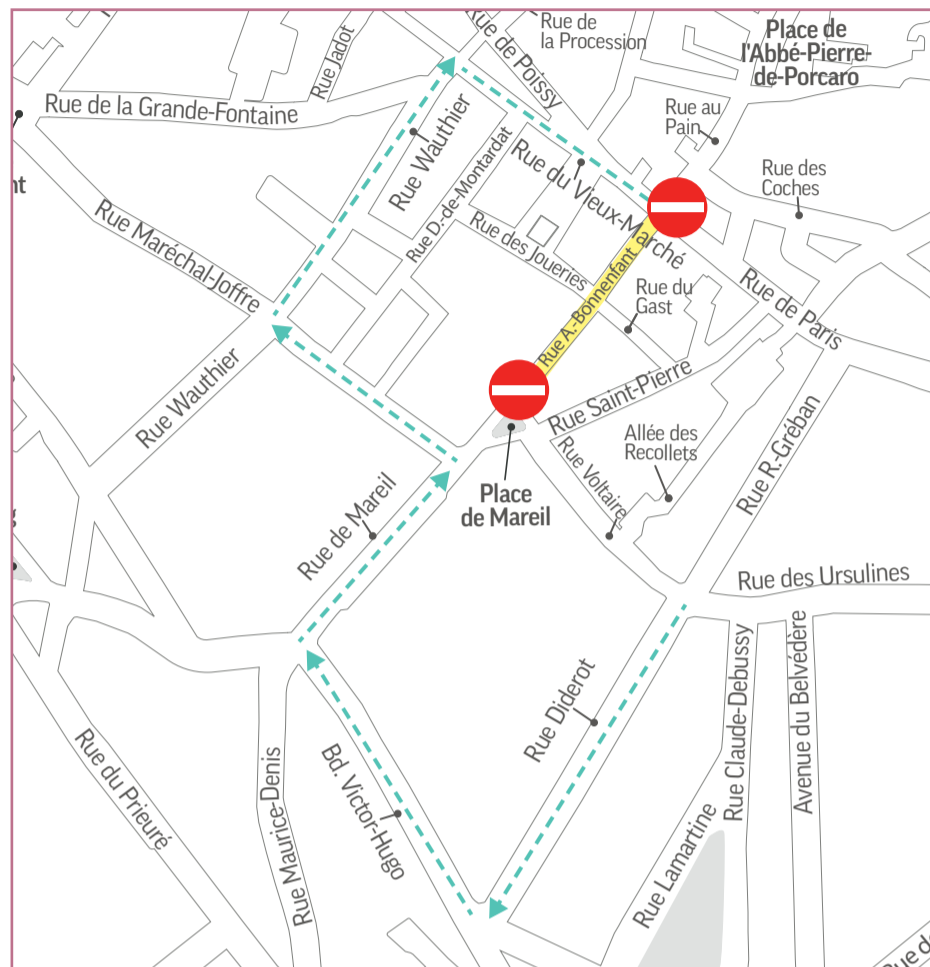 Rue de
la Procession
Place de
l'Abbé-Pierre-
de-Porcaro
Rue de Poissy
Rue Jadot
Rue de la Grande-Fontaine
Rue au
Pain
Rue Wauthier
Rue D.-de-Montardat
Rue du Vieux-Marché
Rue des
Coches
nt
Rue Maréchal-Joffre
Rue des Joueries
Rue A.-Bonnenfant
Rue du
Gast
Rue de Paris
Rue Wauthier
Rue Saint-Pierre
Rue Voltaire
Allée des
Recollets
Rue R.-Gréban
Place
de Mareil
Rue de Mareil
Rue des Ursulines
Rue Diderot
Rue Claude-Debussy
Avenue du Belvédère
Rue du Prieuré
Rue Maurice-Denis
Bd. Victor-Hugo
Rue Lamartine
Rue de